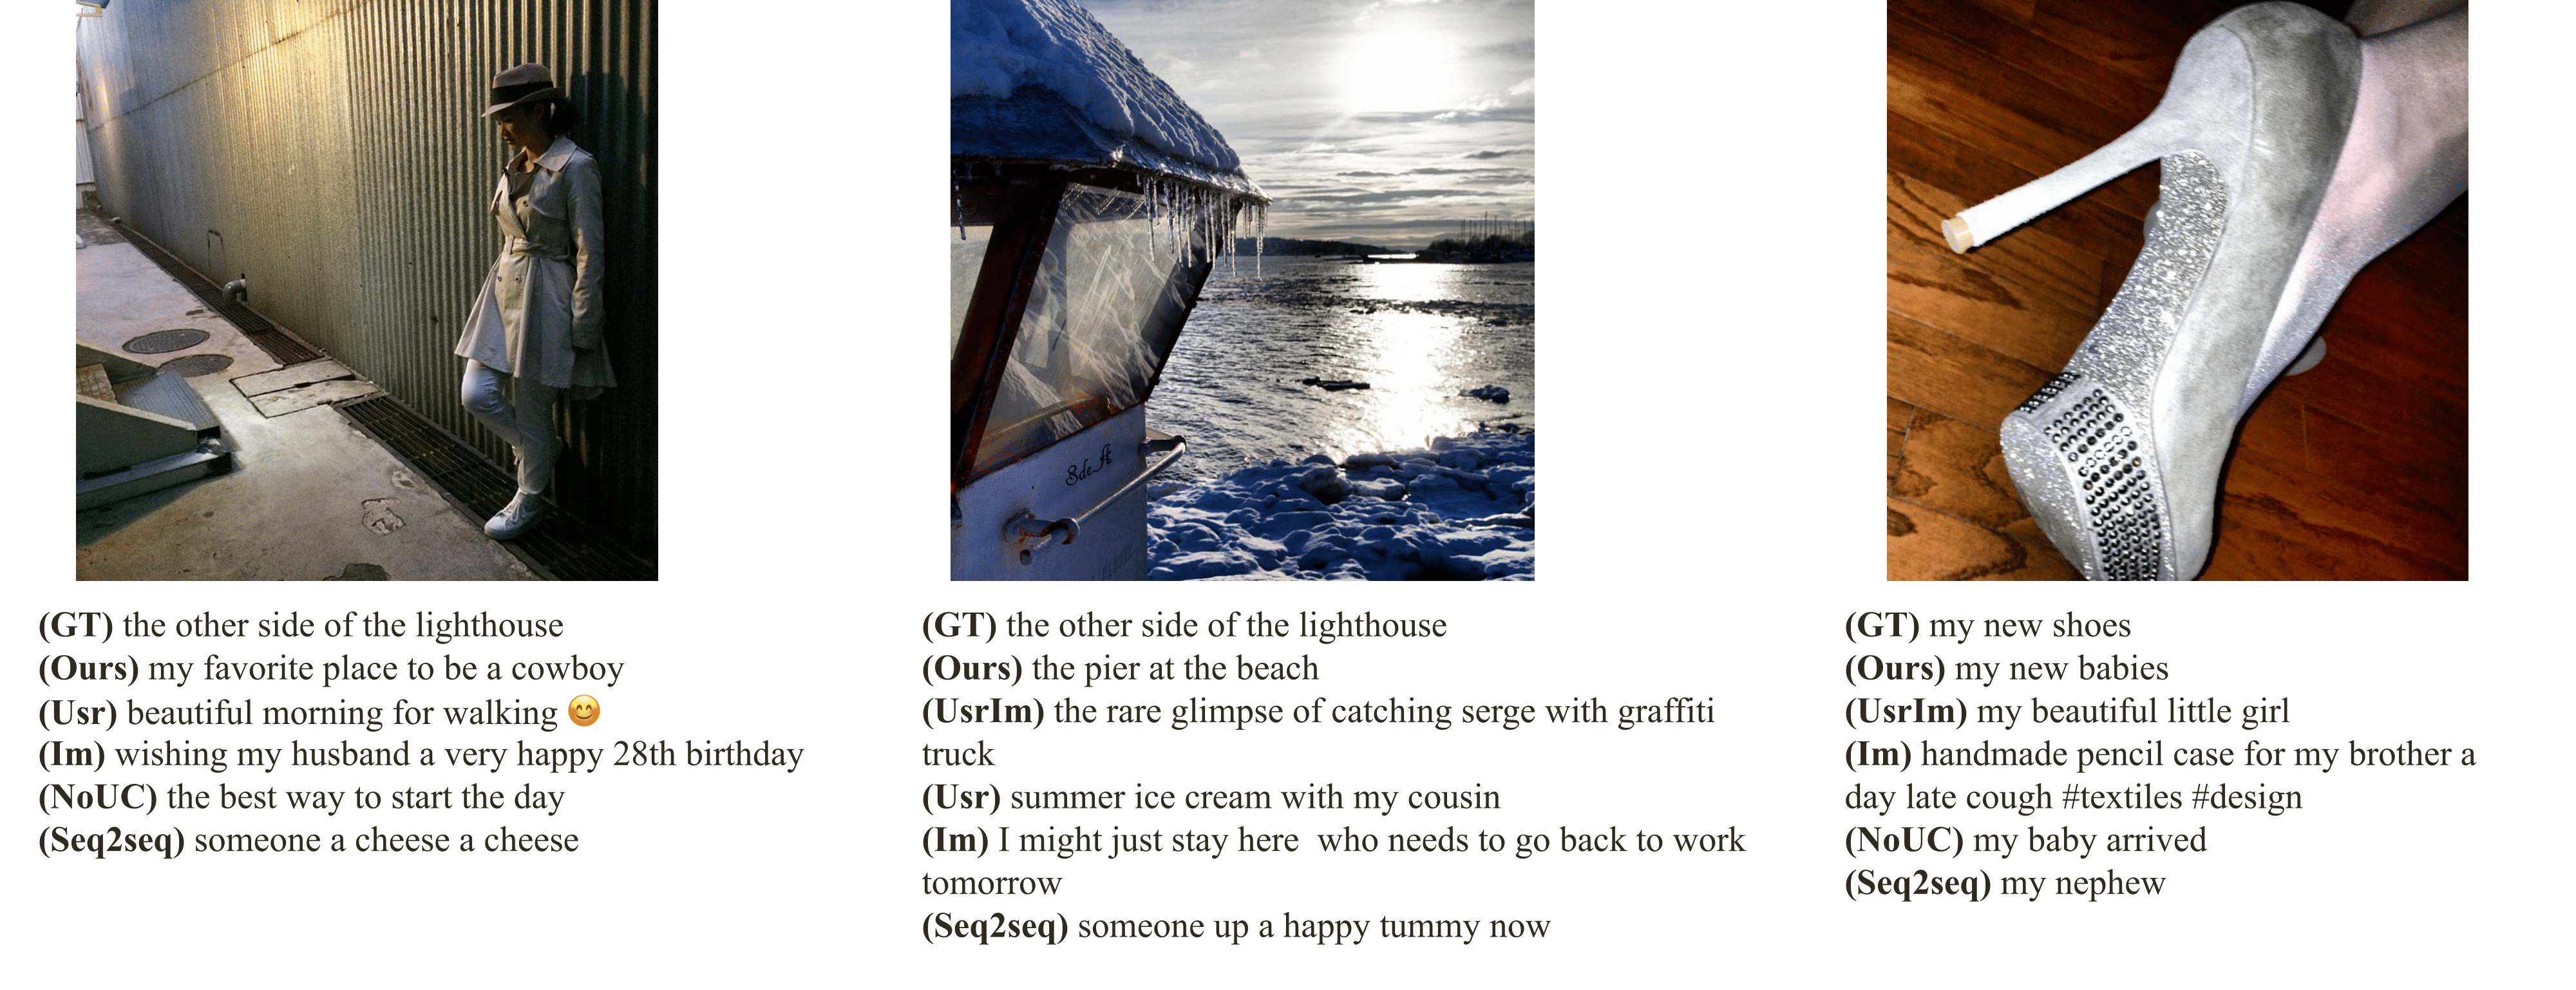 8deH
(GT) the other side of the lighthouse
(Ours) my favorite place to be a cowboy
(Usr) beautiful morning for walking 😊
(Im) wishing my husband a very happy 28th birthday
(NoUC) the best way to start the day
(Seq2seq) someone a cheese a cheese
(GT) the other side of the lighthouse
(Ours) the pier at the beach
(UsrIm) the rare glimpse of catching serge with graffiti
truck
(Usr) summer ice cream with my cousin
(Im) I might just stay here  who needs to go back to work
tomorrow
(Seq2seq) someone up a happy tummy now
(GT) my new shoes
(Ours) my new babies
(UsrIm) my beautiful little girl
(Im) handmade pencil case for my brother a
day late cough #textiles #design
(NoUC) my baby arrived
(Seq2seq) my nephew